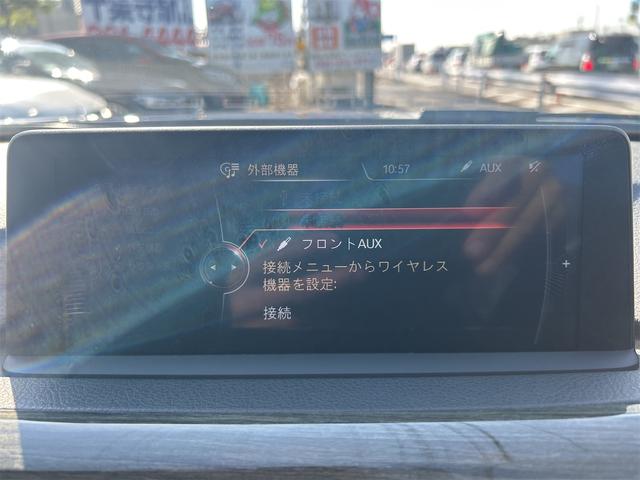 外部機器
10:57
AUX
フロントAUX
接続メニューからワイヤレス
機器を設定:
接続